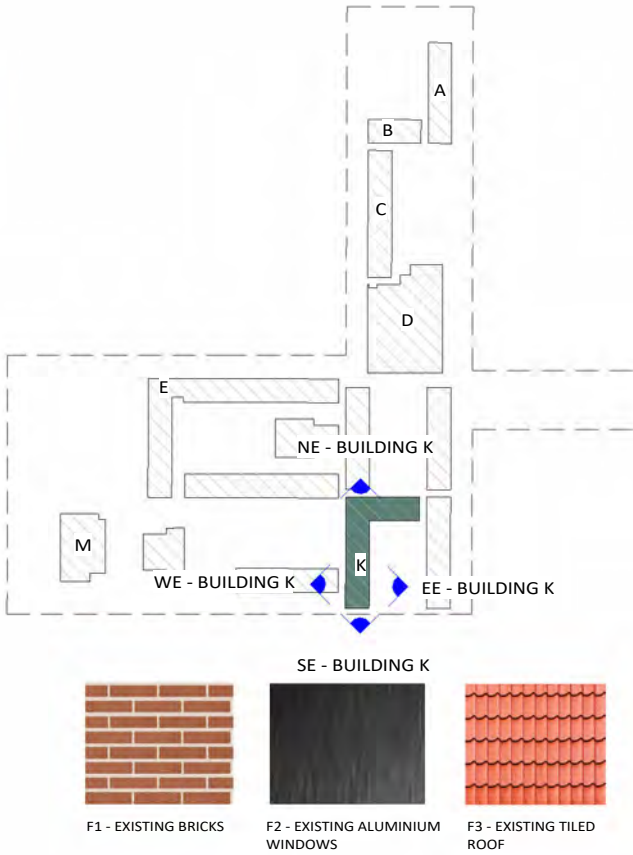 A
B
C
D
E
NE - BUILDING K
M
K
WE - BUILDING K
EE - BUILDING K
SE - BUILDING K
F1 - EXISTING BRICKS
F2 - EXISTING ALUMINIUM
WINDOWS
F3 - EXISTING TILED
ROOF